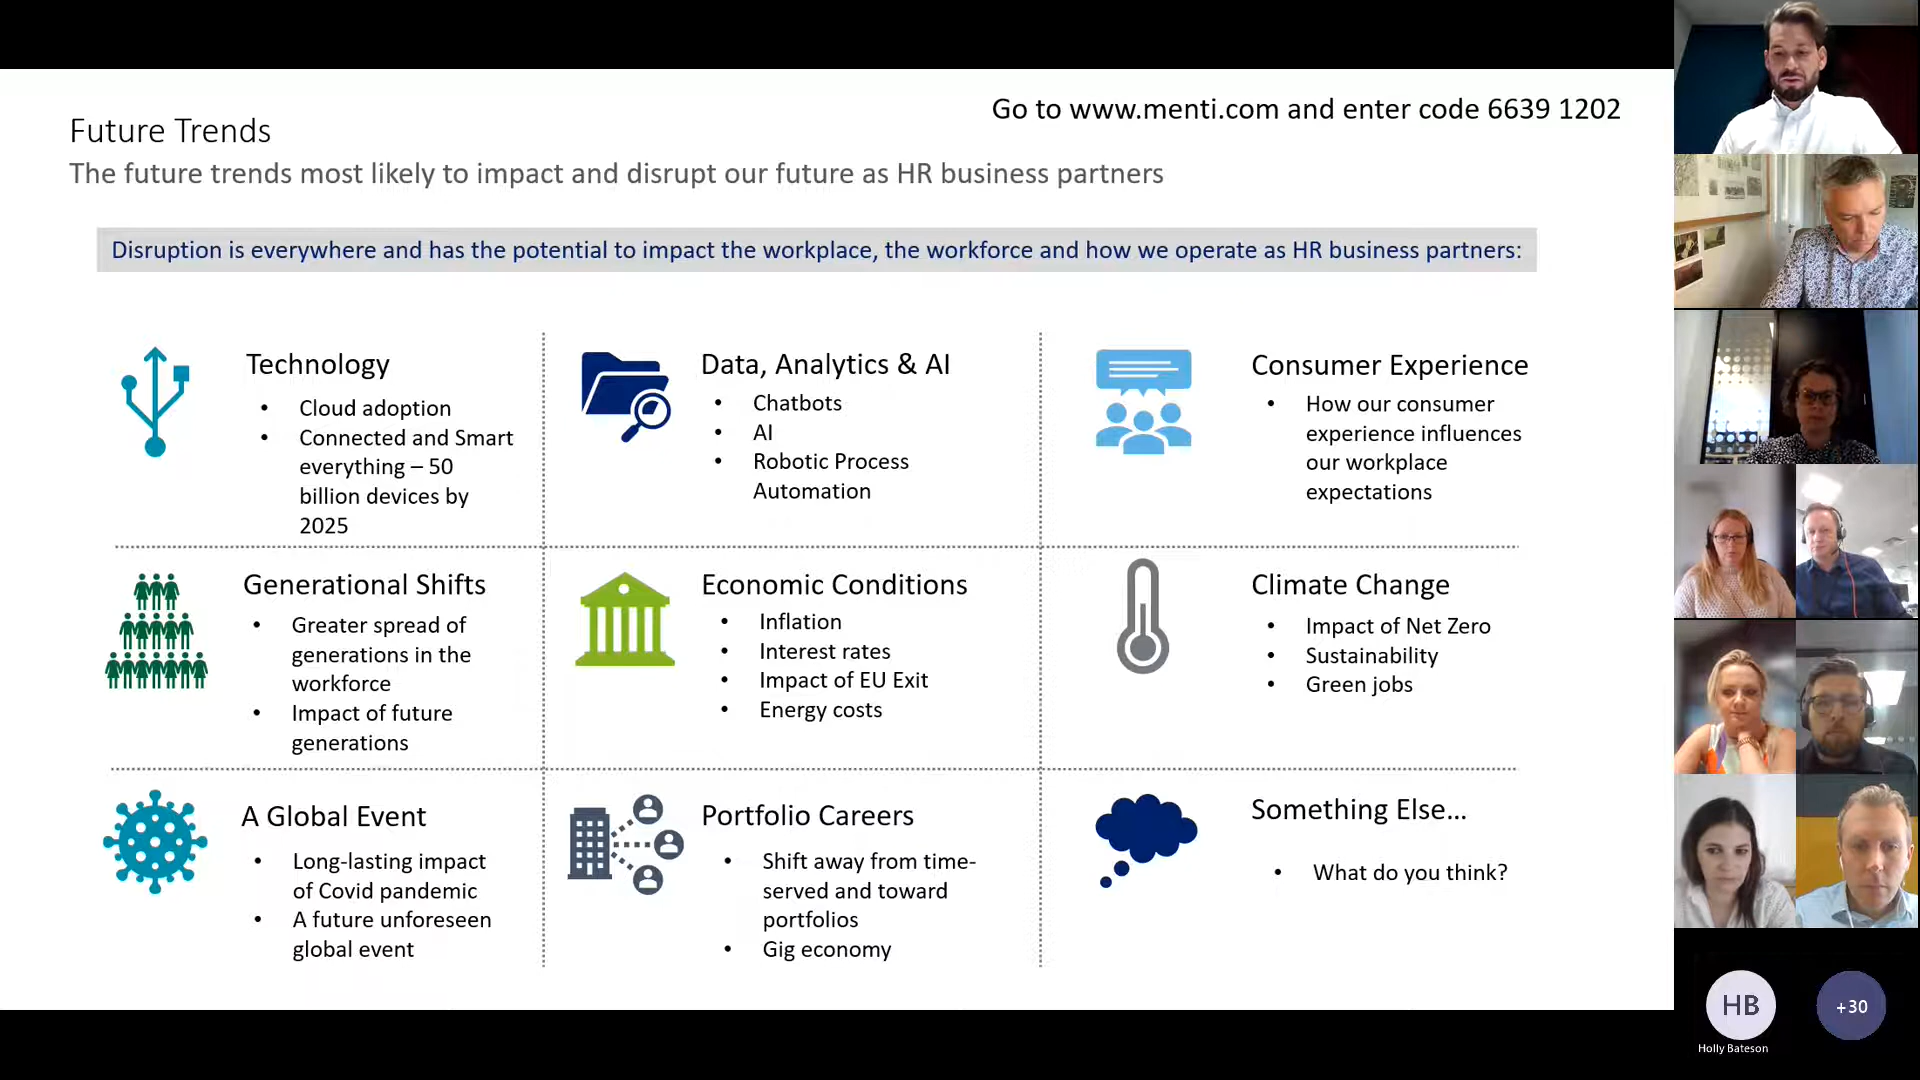 Go to www.menti.com and enter code 6639 1202
Future Trends
The future trends most likely to impact and disrupt our future as HR business partners
Disruption is everywhere and has the potential to impact the workplace, the workforce and how we operate as HR business partners:
Technology
• Cloud adoption
• Connected and Smart
everything – 50
billion devices by
2025
Data, Analytics & AI
• Chatbots
• AI
• Robotic Process
Automation
Consumer Experience
• How our consumer
experience influences
our workplace
expectations
Generational Shifts
• Greater spread of
generations in the
workforce
• Impact of future
generations
Economic Conditions
• Inflation
• Interest rates
• Impact of EU Exit
• Energy costs
Climate Change
• Impact of Net Zero
• Sustainability
• Green jobs
A Global Event
• Long-lasting impact
of Covid pandemic
• A future unforeseen
global event
Portfolio Careers
• Shift away from time-
served and toward
portfolios
• Gig economy
Something Else...
• What do you think?
HB
+30
Holly Bateson